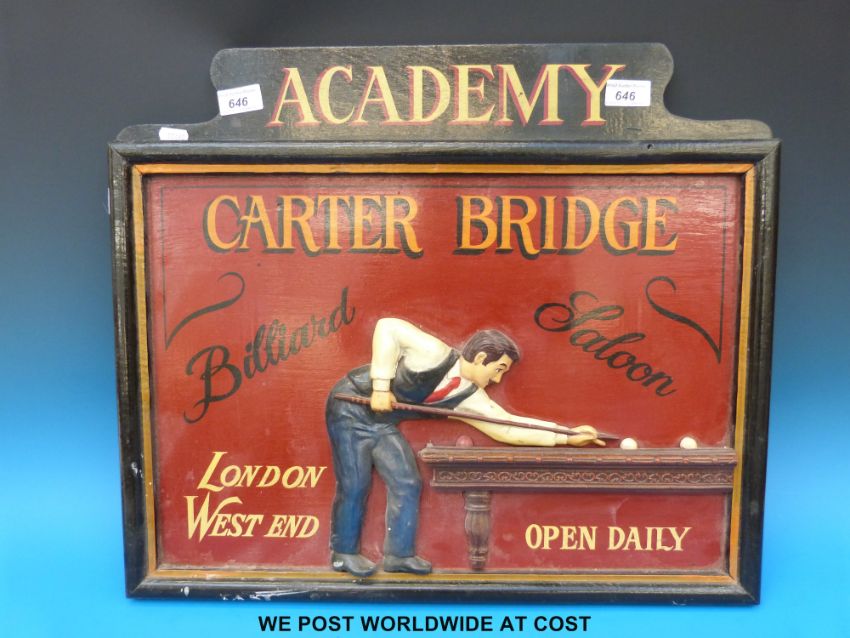 ACADEMY
646
646
CARTER BRIDGE
Billiard Saloon
LONDON
WEST END
OPEN DAILY
WE POST WORLDWIDE AT COST